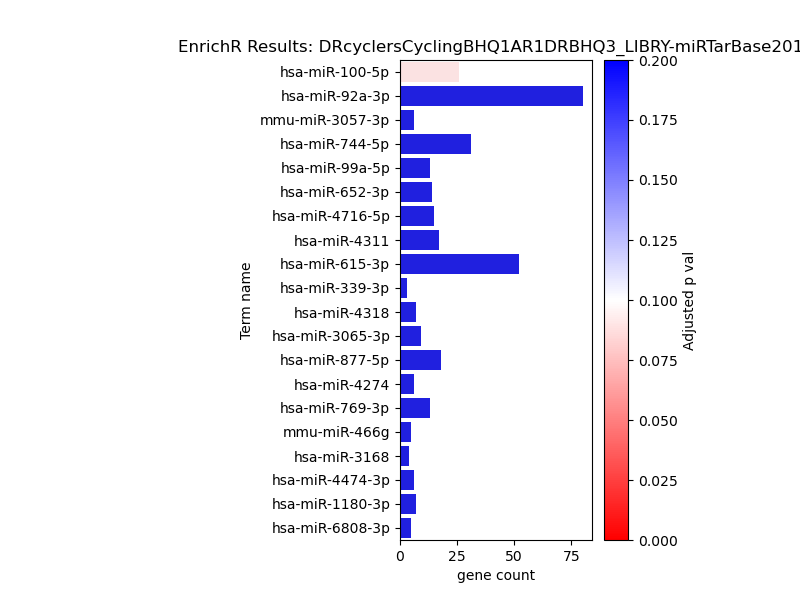 EnrichR Results: DRcyclersCyclingBHQ1AR1DRBHQ3_LIBRY-miRTarBase201
hsa-miR-100-5p
hsa-miR-92a-3p
mmu-miR-3057-3p
hsa-miR-744-5p
hsa-miR-99a-5p
hsa-miR-652-3p
hsa-miR-4716-5p
hsa-miR-4311
hsa-miR-615-3p
hsa-miR-339-3p
hsa-miR-4318
hsa-miR-3065-3p
hsa-miR-877-5p
hsa-miR-4274
hsa-miR-769-3p
mmu-miR-466g
hsa-miR-3168
hsa-miR-4474-3p
hsa-miR-1180-3p
hsa-miR-6808-3p
Term name
0 25 50 75
gene count
0.200
0.175
0.150
0.125
0.100
0.075
0.050
0.025
0.000
Adjusted p val